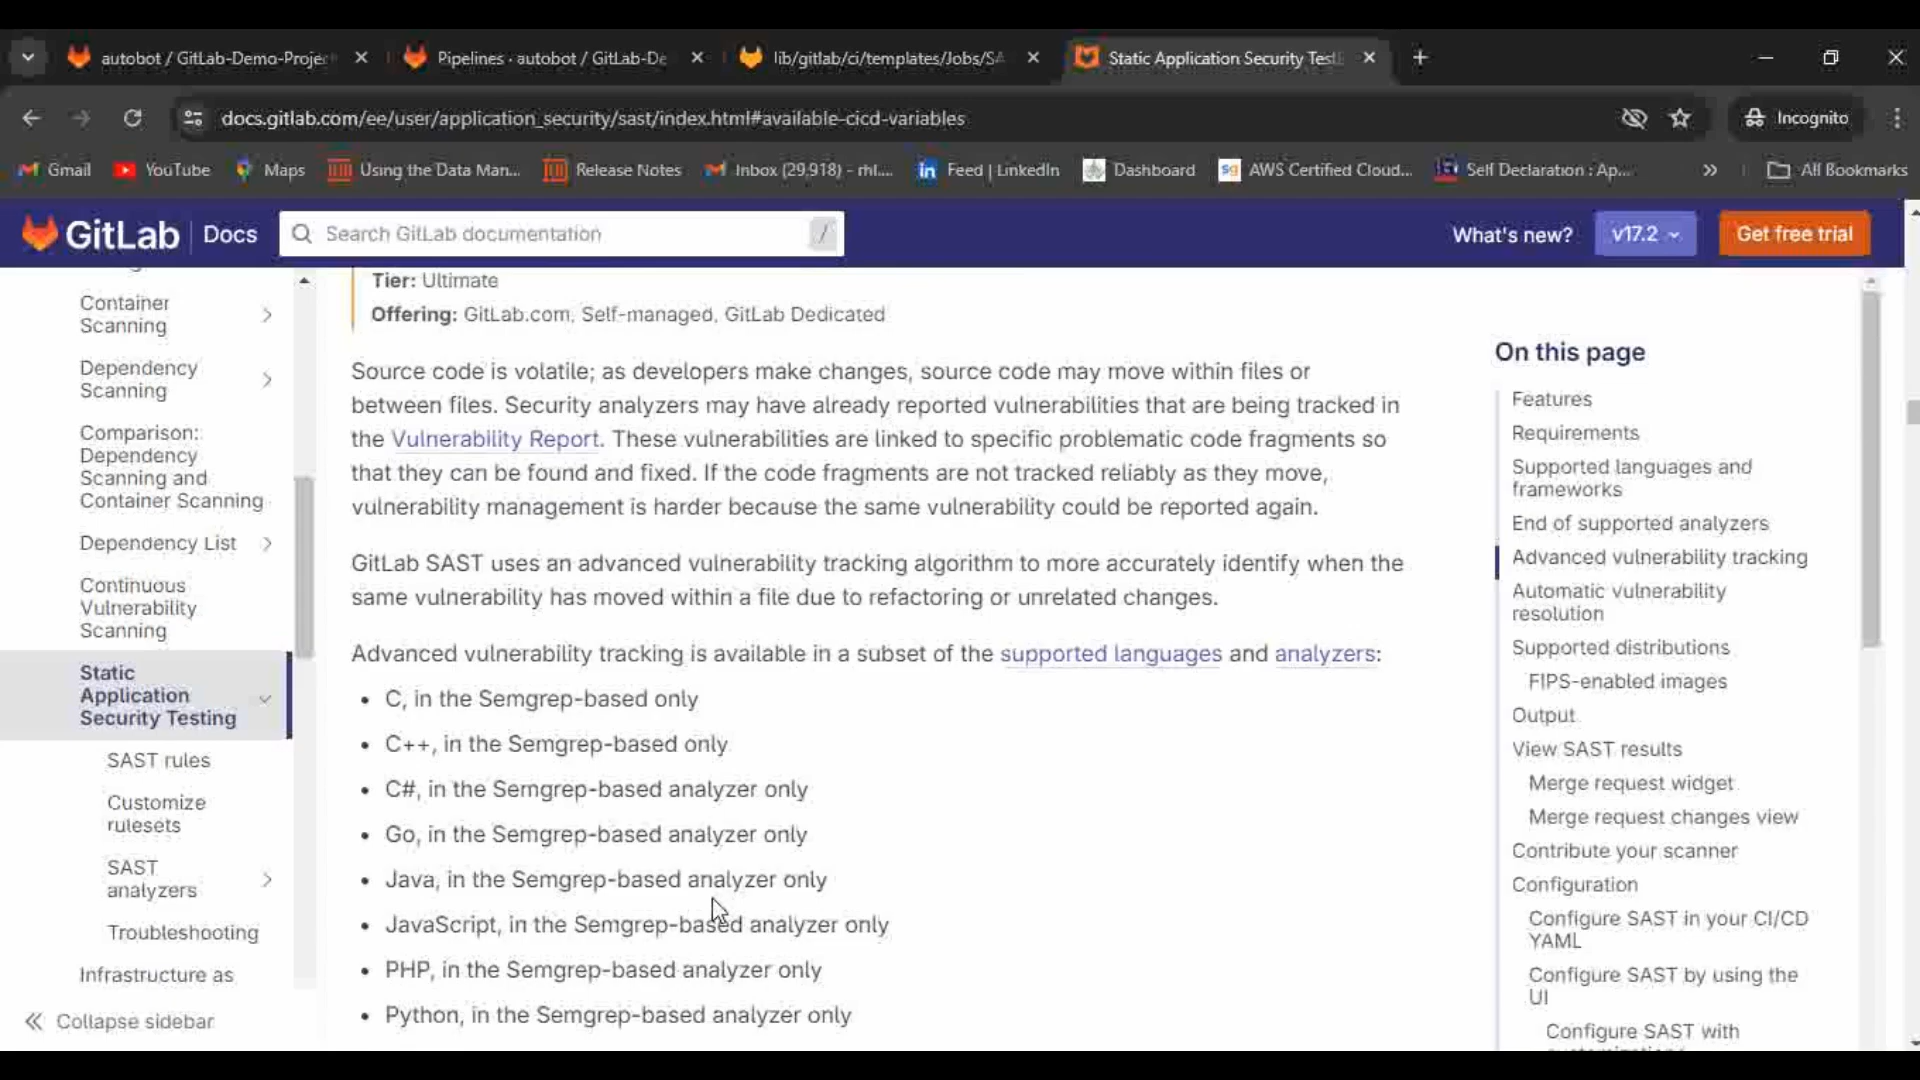 autobot / GitLab-Demo-Projec
Pipelines · autobot / GitLab-De
lib/gitlab/ci/templates/Jobs/SA
Static Application Security Testi
docs.gitlab.com/ee/user/application_security/sast/index.html#available-cicd-variables
Incognito
Gmail
YouTube
Maps
Using the Data Man...
Release Notes
Inbox (29,918) - rhl....
Feed | LinkedIn
Dashboard
AWS Certified Cloud...
Self Declaration : Ap...
All Bookmarks
GitLab Docs
Search GitLab documentation /
What's new?
v17.2
Get free trial
Container
Scanning
Dependency
Scanning
Comparison:
Dependency
Scanning and
Container Scanning
Dependency List
Continuous
Vulnerability
Scanning
Static
Application
Security Testing
SAST rules
Customize
rulesets
SAST
analyzers
Troubleshooting
Infrastructure as
Collapse sidebar
Tier: Ultimate
Offering: GitLab.com, Self-managed, GitLab Dedicated
Source code is volatile; as developers make changes, source code may move within files or
between files. Security analyzers may have already reported vulnerabilities that are being tracked in
the Vulnerability Report. These vulnerabilities are linked to specific problematic code fragments so
that they can be found and fixed. If the code fragments are not tracked reliably as they move,
vulnerability management is harder because the same vulnerability could be reported again.
GitLab SAST uses an advanced vulnerability tracking algorithm to more accurately identify when the
same vulnerability has moved within a file due to refactoring or unrelated changes.
Advanced vulnerability tracking is available in a subset of the supported languages and analyzers:
• C, in the Semgrep-based only
• C++, in the Semgrep-based only
• C#, in the Semgrep-based analyzer only
• Go, in the Semgrep-based analyzer only
• Java, in the Semgrep-based analyzer only
• JavaScript, in the Semgrep-based analyzer only
• PHP, in the Semgrep-based analyzer only
• Python, in the Semgrep-based analyzer only
On this page
Features
Requirements
Supported languages and
frameworks
End of supported analyzers
Advanced vulnerability tracking
Automatic vulnerability
resolution
Supported distributions
FIPS-enabled images
Output
View SAST results
Merge request widget
Merge request changes view
Contribute your scanner
Configuration
Configure SAST in your CI/CD
YAML
Configure SAST by using the
UI
Configure SAST with